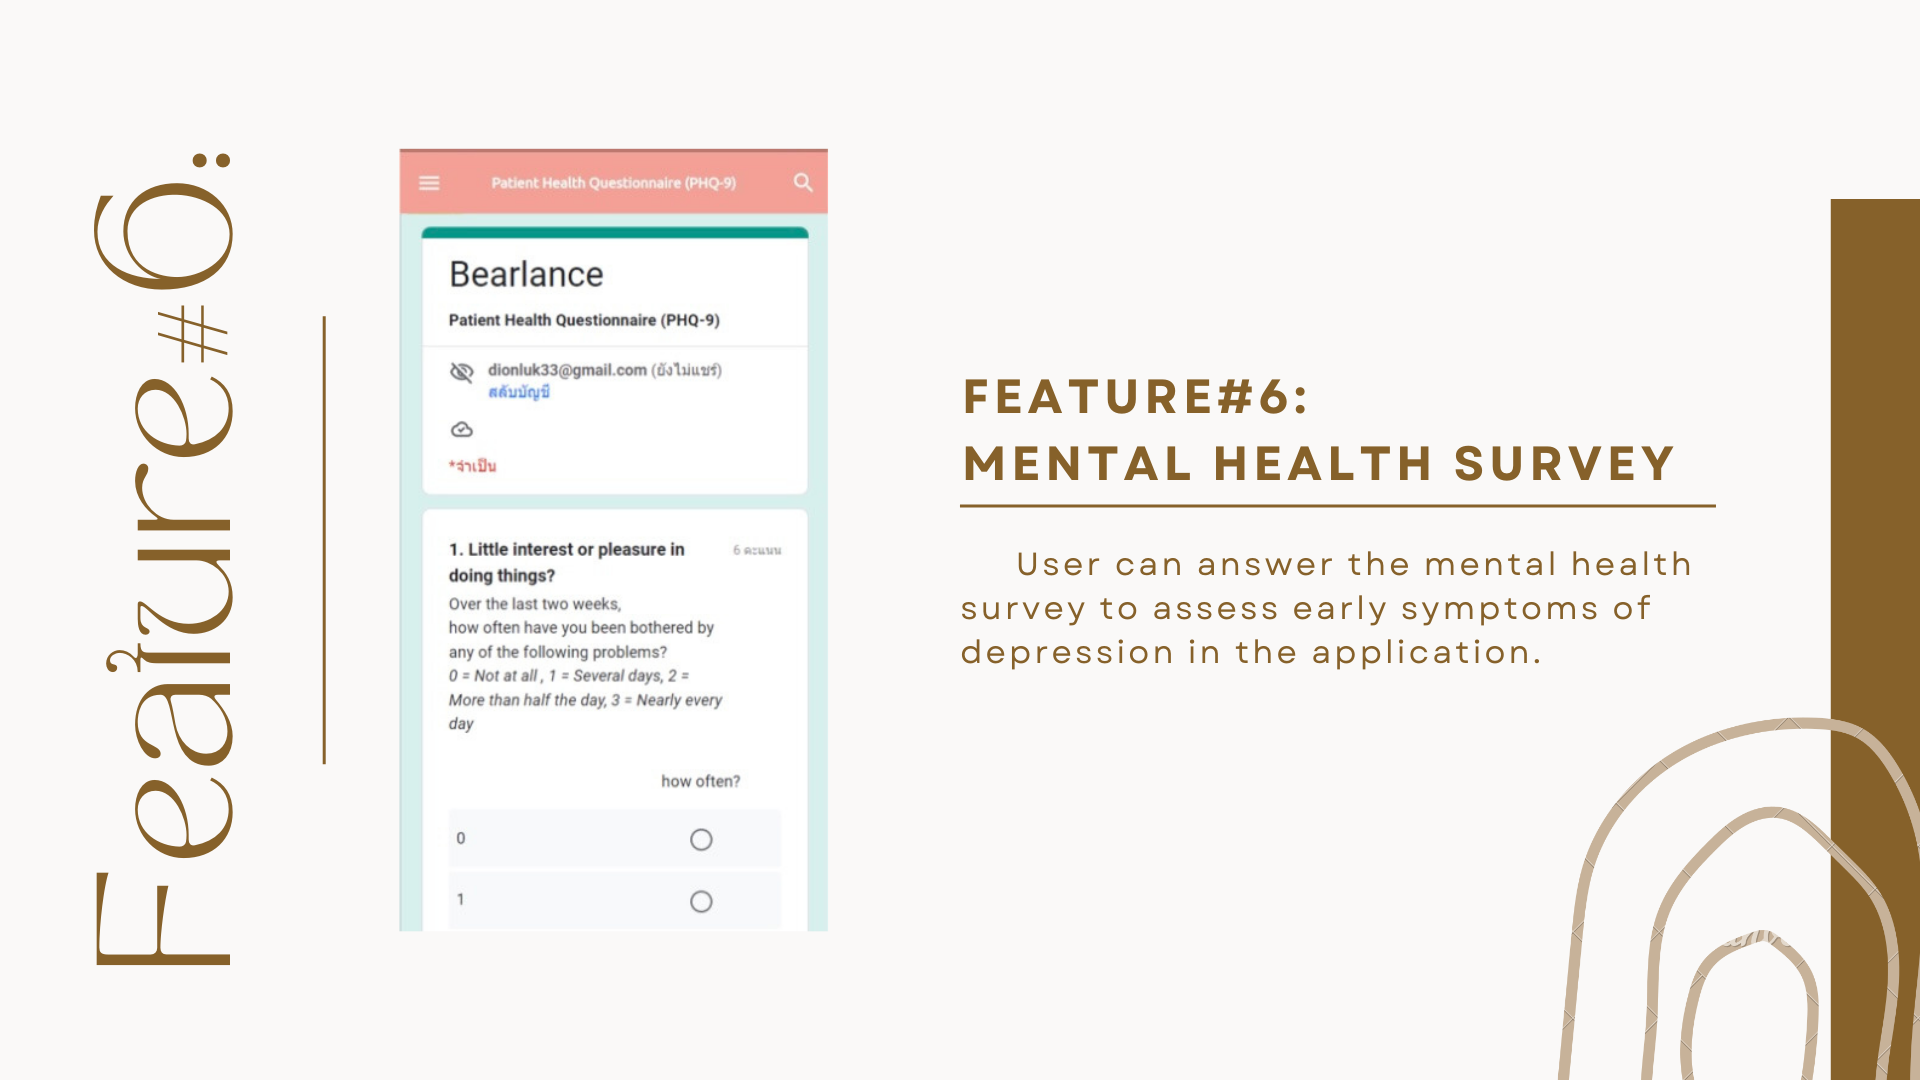 Feature#6:
Patient Health Questionnaire (PHQ-9)
Bearlance
Patient Health Questionnaire (PHQ-9)
dionluk33@gmail.com (ยังไม่แชร์)
สลับบัญชี
*จำเป็น
1. Little interest or pleasure in
doing things?
6 คะแนน
Over the last two weeks,
how often have you been bothered by
any of the following problems?
0 = Not at all , 1 = Several days, 2 =
More than half the day, 3 = Nearly every
day
how often?
0
1
FEATURE#6:
MENTAL HEALTH SURVEY
User can answer the mental health
survey to assess early symptoms of
depression in the application.